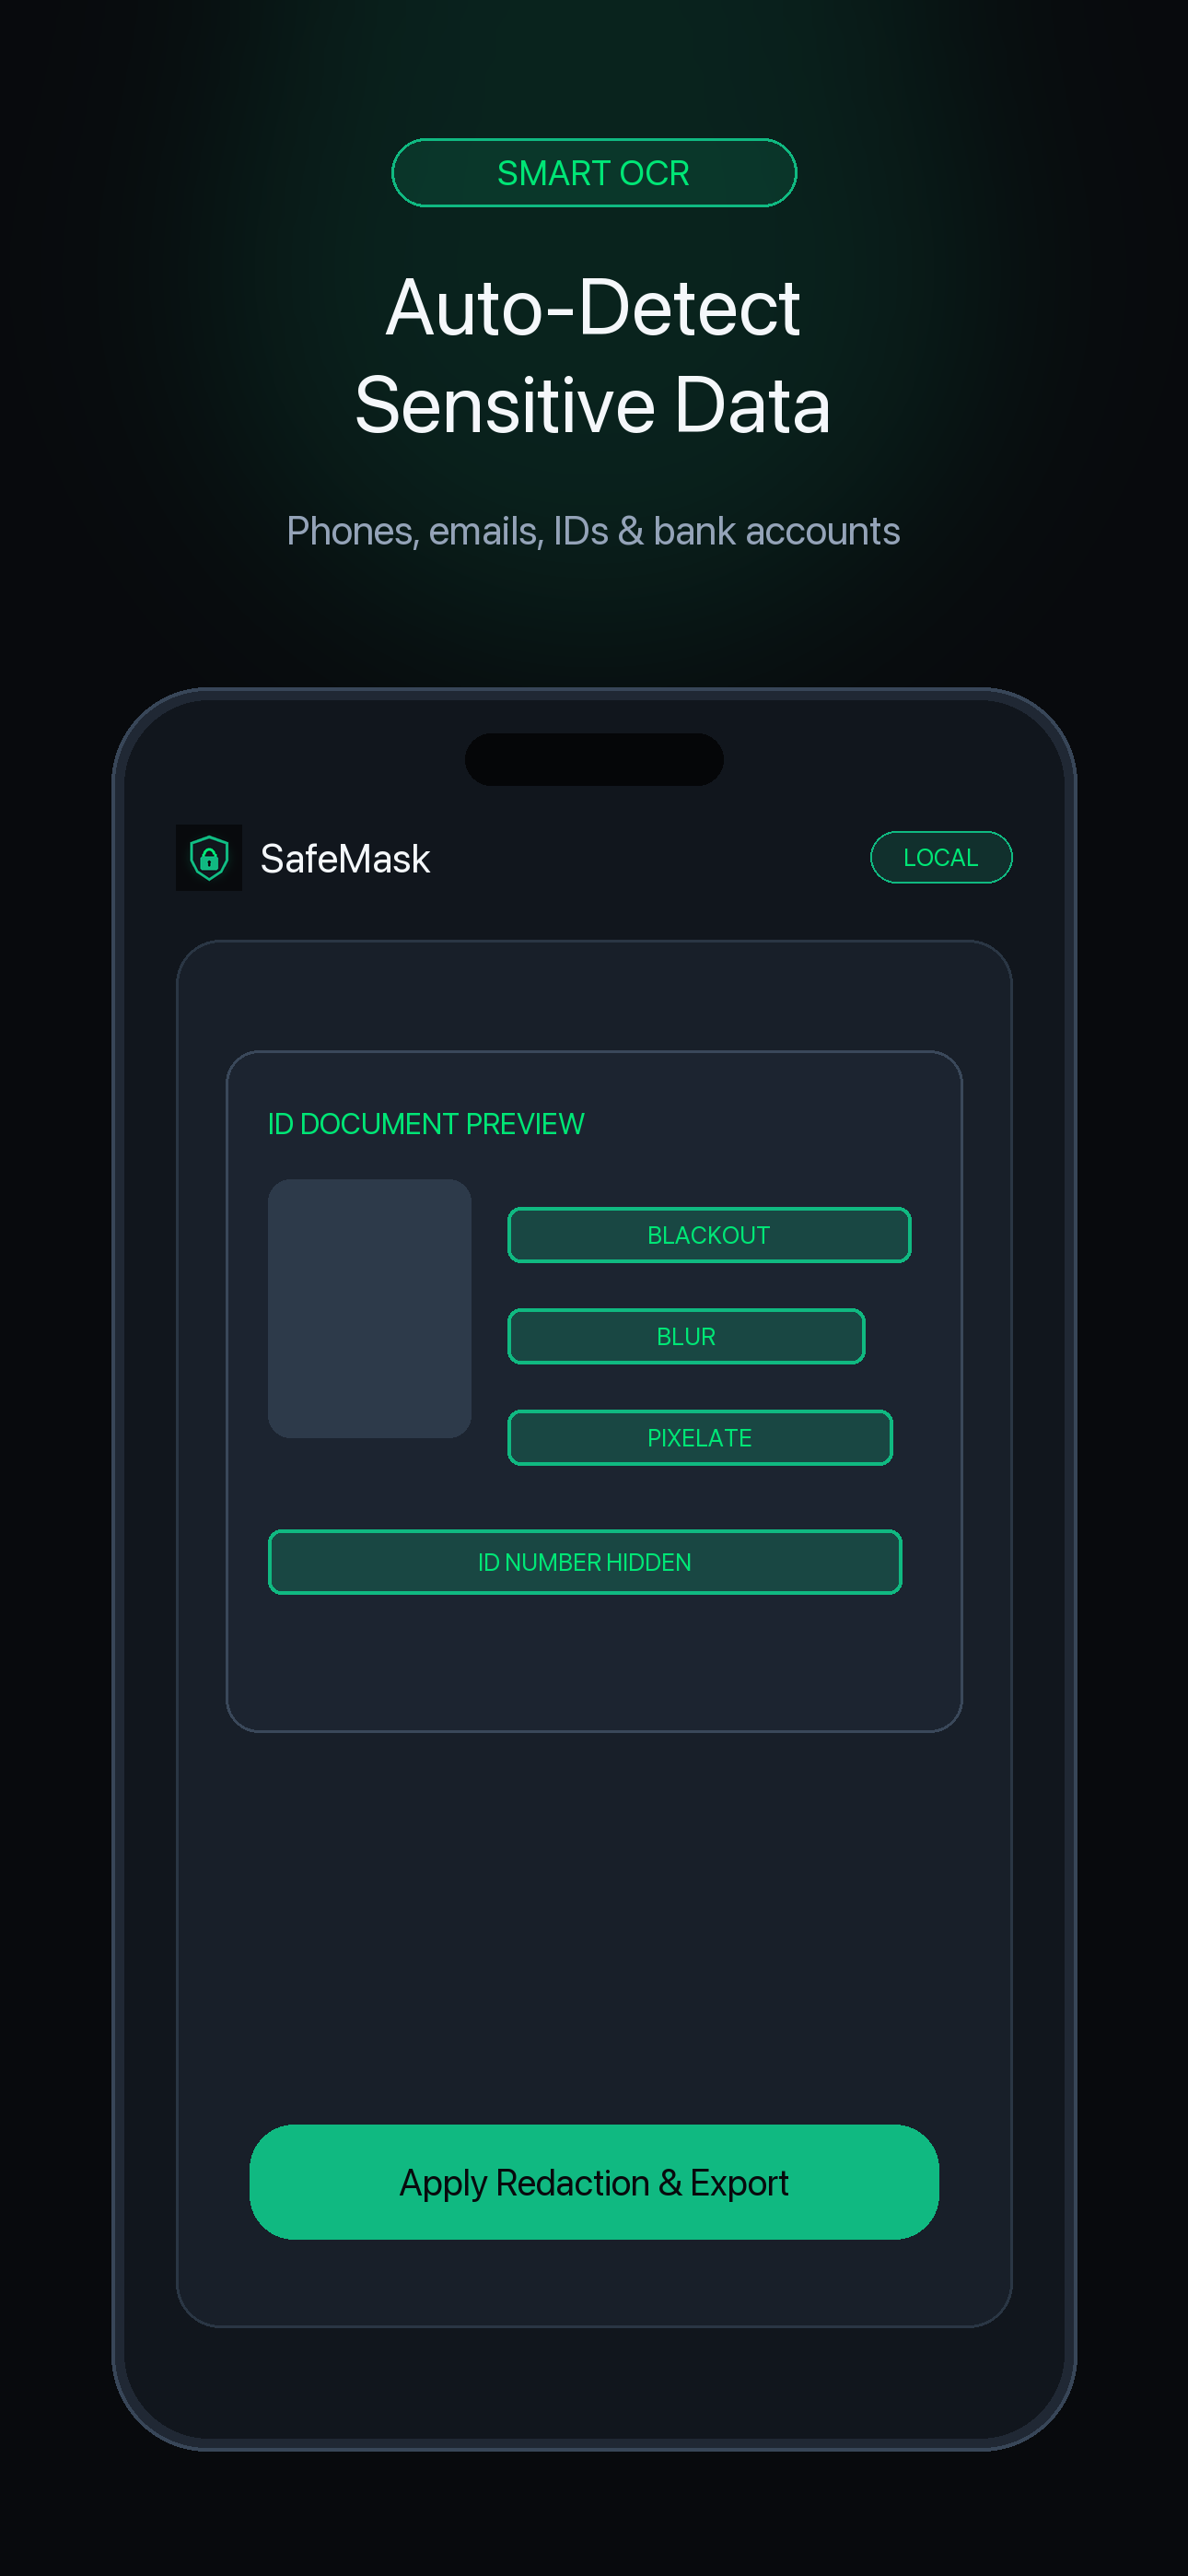 SMART OCR
Auto-Detect
Sensitive Data
Phones, emails, IDs & bank accounts
SafeMask
LOCAL
ID DOCUMENT PREVIEW
BLACKOUT
BLUR
PIXELATE
ID NUMBER HIDDEN
Apply Redaction & Export